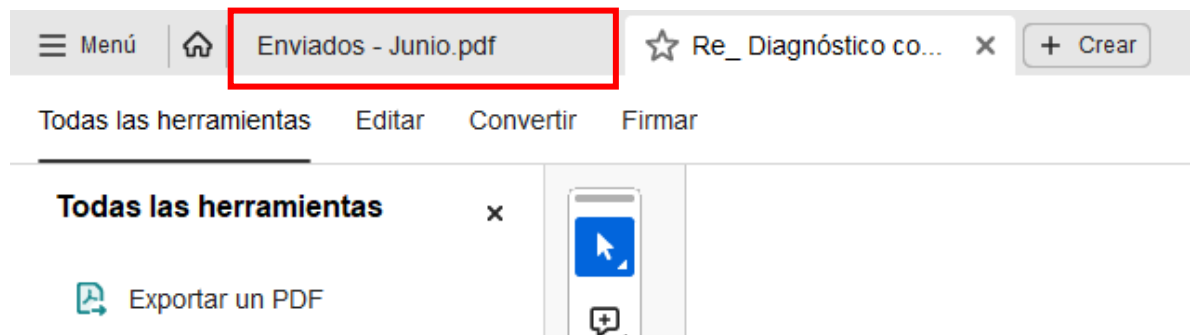 Menú Enviados - Junio.pdf Re_ Diagnóstico co... + Crear
Todas las herramientas Editar Convertir Firmar
Todas las herramientas
Exportar un PDF